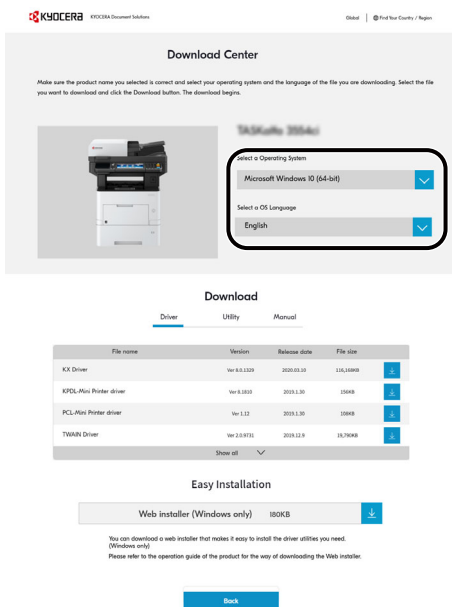 KYOCERA KYOCERA Document Solutions Global Find Your Country / Region
Download Center
Make sure the product name you selected is correct and select your operating system and the language of the file you are downloading. Select the file
you want to download and click the Download button. The download begins.
Select a Operating System
Microsoft Windows 10 (64-bit)
Select a OS Language
English
Download
Driver Utility Manual
File name Version Release date File size
KX Driver Ver 8.0.1329 2020.03.10 116,168KB
KPDL-Mini Printer driver Ver 8.1810 2019.1.30 156KB
PCL-Mini Printer driver Ver 1.12 2019.1.30 108KB
TWAIN Driver Ver 2.0.9731 2019.12.9 19,790KB
Show all
Easy Installation
Web installer (Windows only) 180KB
You can download a web installer that makes it easy to install the driver utilities you need.
(Windows only)
Please refer to the operation guide of the product for the way of downloading the Web installer.
Back